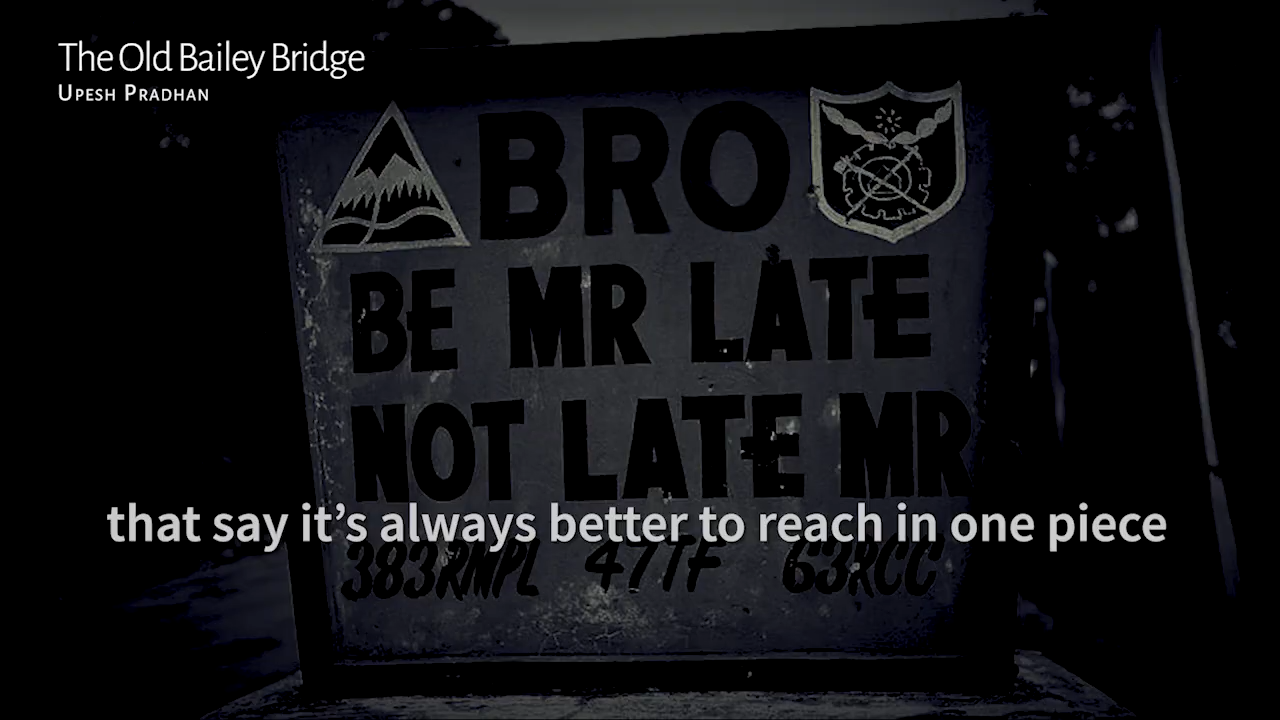 The Old Bailey Bridge
Upesh Pradhan
BRO
BE MR LATE
NOT LATE MR
that say it’s always better to reach in one piece
383RMPL 47TF 63RCC